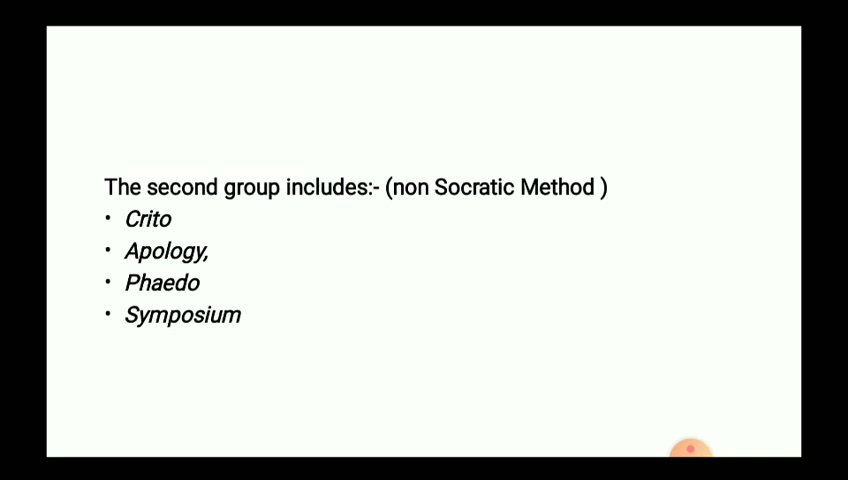 The second group includes:- (non Socratic Method )
• Crito
• Apology,
• Phaedo
• Symposium